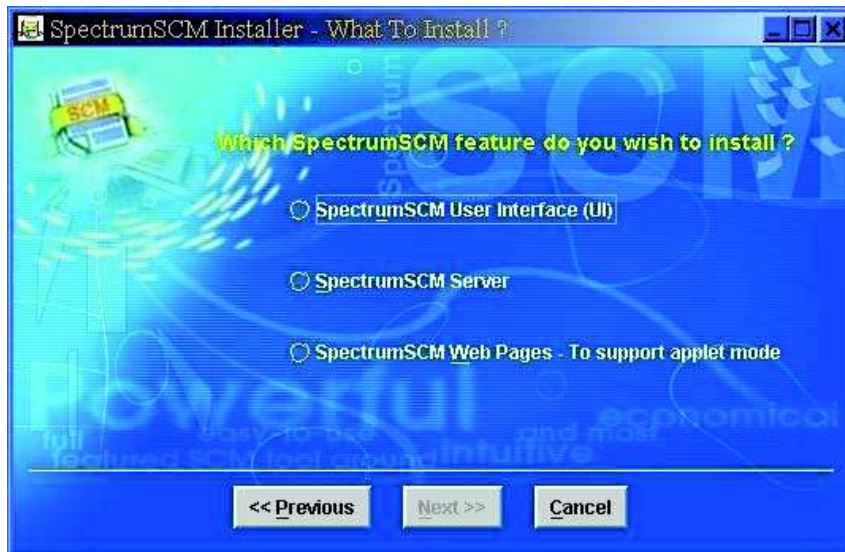 SpectrumSCM Installer - What To Install ?
SCM
SCM
Spectrum
Which SpectrumSCM feature do you wish to install ?
SpectrumSCM User Interface (UI)
SpectrumSCM Server
SpectrumSCM Web Pages - To support applet mode
Powerful
full
easy-to-use
and most
economical
featured SCM tool around
intuitive
<< Previous
Next >>
Cancel